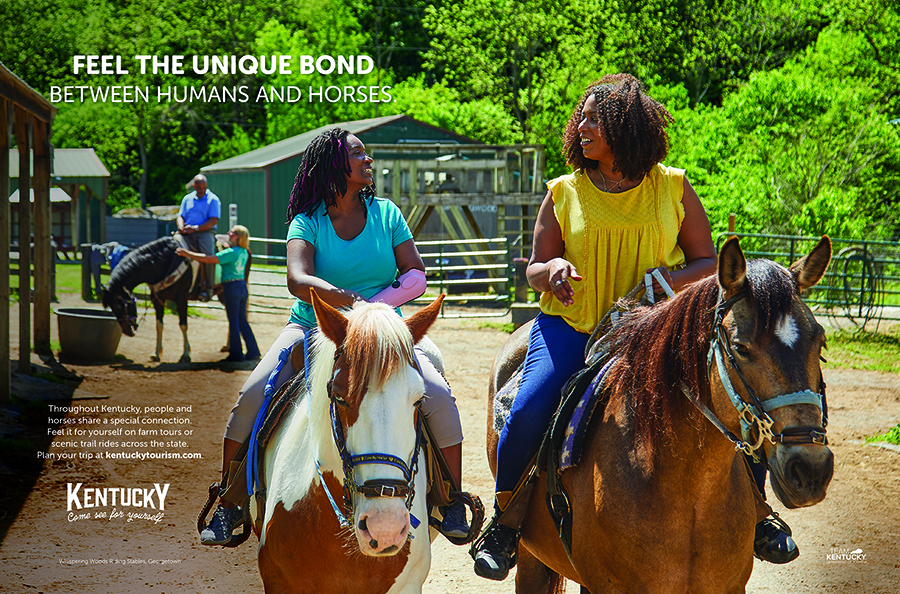 FEEL THE UNIQUE BOND
BETWEEN HUMANS AND HORSES.
Throughout Kentucky, people and
horses share a special connection.
Feel it for yourself on farm tours or
scenic trail rides across the state.
Plan your trip at kentuckytourism.com.
KENTUCKY
Come see for yourself
Whispering Woods Riding Stables, Georgetown
TEAM
KENTUCKY